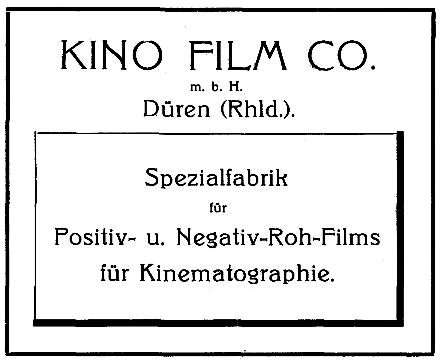 KINO FILM CO.
m. b. H.
Düren (Rhld.).
Spezialfabrik
für
Positiv- u. Negativ-Roh-Films
für Kinematographie.